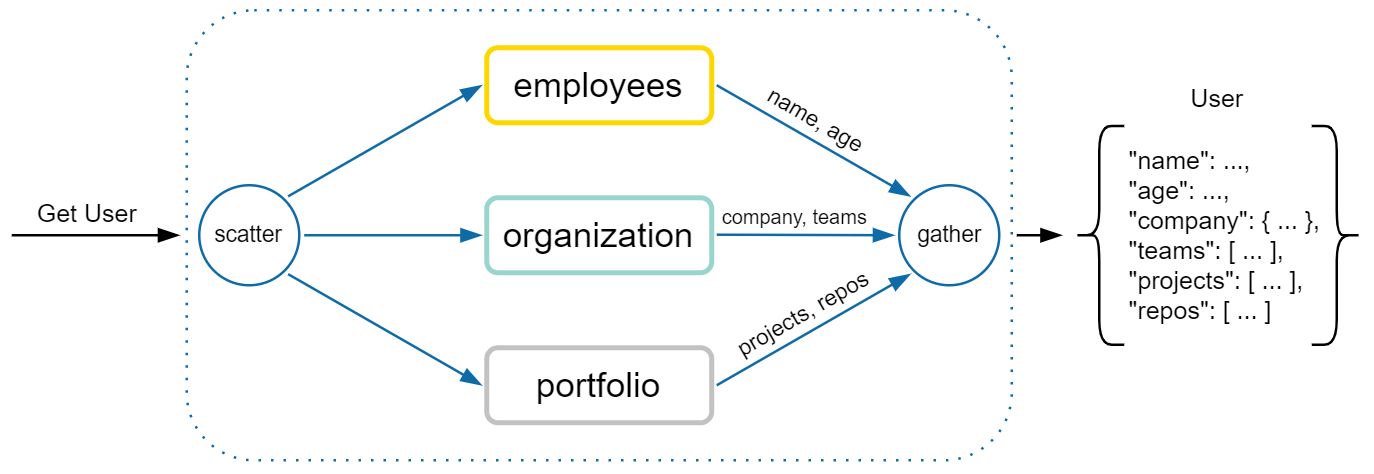 Get User
scatter
employees
organization
portfolio
name, age
company, teams
projects, repos
gather
User
"name": ...,
"age": ...,
"company": { ... },
"teams": [ ... ],
"projects": [ ... ],
"repos": [ ... ]